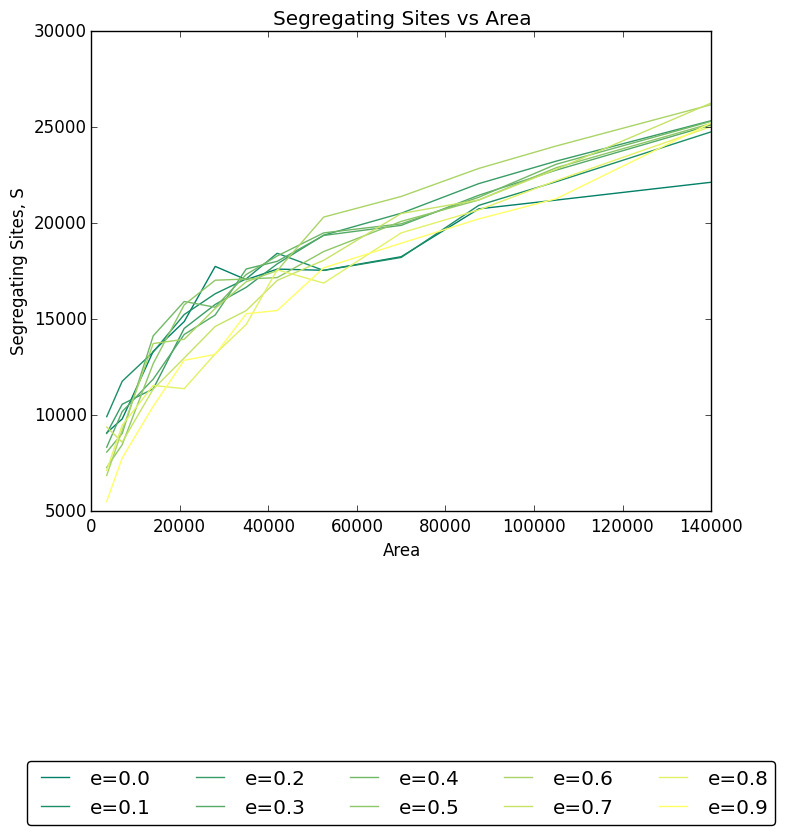 Segregating Sites vs Area
30000
25000
20000
15000
10000
5000
Segregating Sites, S
0 20000 40000 60000 80000 100000 120000 140000
Area
e=0.0 e=0.2 e=0.4 e=0.6 e=0.8
e=0.1 e=0.3 e=0.5 e=0.7 e=0.9